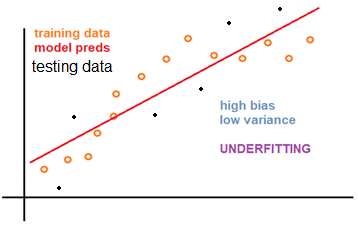 training data
model preds
testing data
high bias
low variance
UNDERFITTING